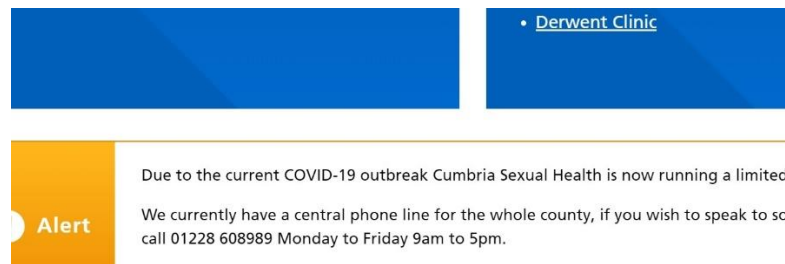 • Derwent Clinic
Due to the current COVID-19 outbreak Cumbria Sexual Health is now running a limited
Alert
We currently have a central phone line for the whole county, if you wish to speak to
call 01228 608989 Monday to Friday 9am to 5pm.